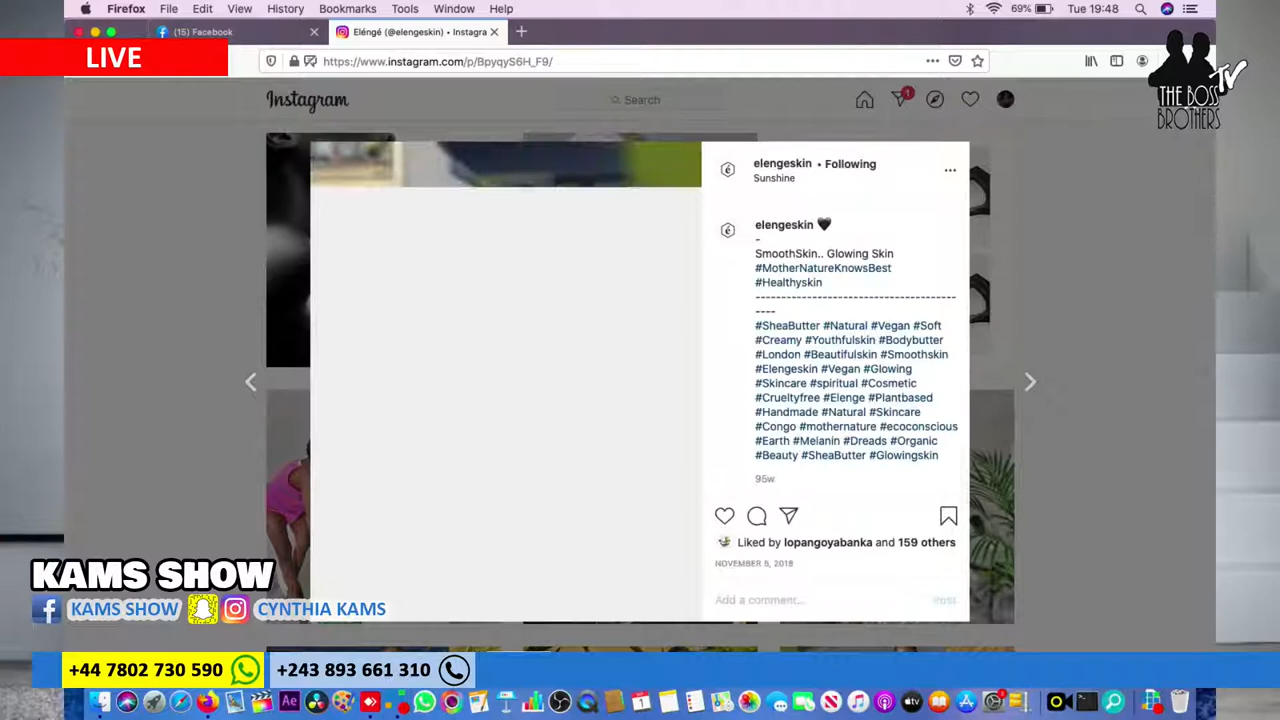 Firefox File Edit View History Bookmarks Tools Window Help
69% Tue 19:48
(15) Facebook
Eléngé (@elengeskin) • Instagra
LIVE
https://www.instagram.com/p/BpyqyS6H_F9/
THE BOSS BROTHERS TV
Instagram
Search
1
elengeskin • Following
Sunshine
elengeskin 🖤
-
SmoothSkin.. Glowing Skin
#MotherNatureKnowsBest
#Healthyskin
----------------------------------------
----
#SheaButter #Natural #Vegan #Soft
#Creamy #Youthfulskin #Bodybutter
#London #Beautifulskin #Smoothskin
#Elengeskin #Vegan #Glowing
#Skincare #spiritual #Cosmetic
#Crueltyfree #Elenge #Plantbased
#Handmade #Natural #Skincare
#Congo #mothernature #ecoconscious
#Earth #Melanin #Dreads #Organic
#Beauty #SheaButter #Glowingskin
95w
Liked by lopangoyabanka and 159 others
NOVEMBER 5, 2018
Add a comment... Post
KAMS SHOW
KAMS SHOW CYNTHIA KAMS
+44 7802 730 590 +243 893 661 310